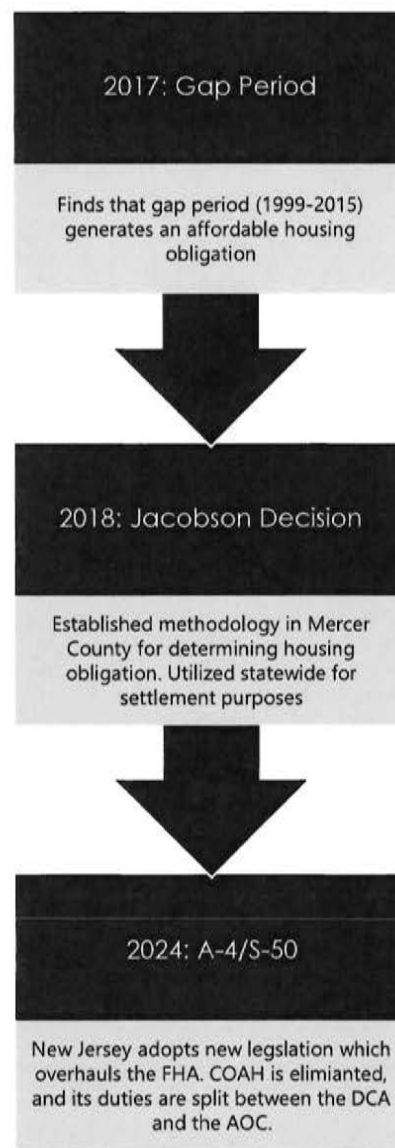 2017: Gap Period
Finds that gap period (1999-2015)
generates an affordable housing
obligation
2018: Jacobson Decision
Established methodology in Mercer
County for determining housing
obligation. Utilized statewide for
settlement purposes
2024: A-4/S-50
New Jersey adopts new legslation which
overhauls the FHA. COAH is elimianted,
and its duties are split between the DCA
and the AOC.